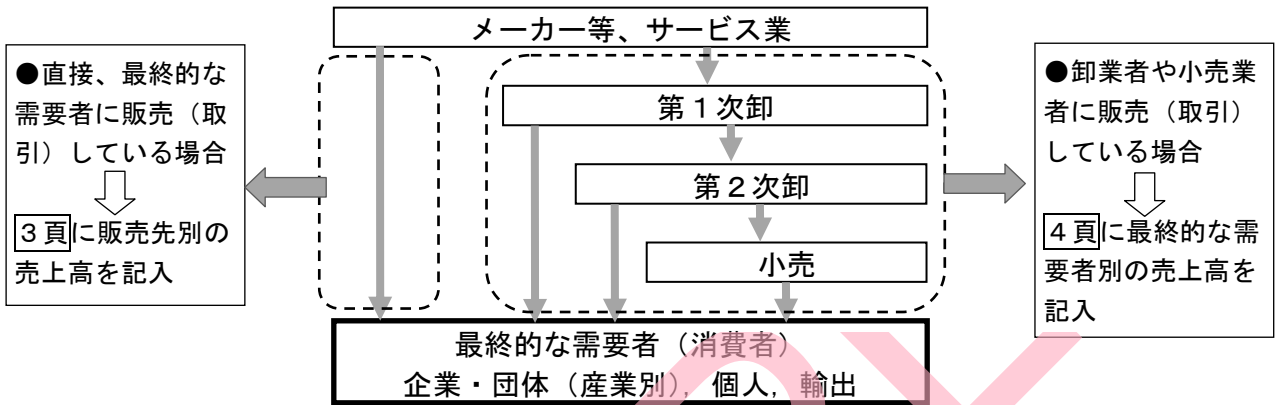 メーカー等、サービス業
●直接、最終的な
需要者に販売（取
引）している場合
3頁に販売先別の
売上高を記入
第１次卸
第２次卸
小売
●卸業者や小売業
者に販売（取引）
している場合
4頁に最終的な需
要者別の売上高を
記入
最終的な需要者（消費者）
企業・団体（産業別），個人，輸出